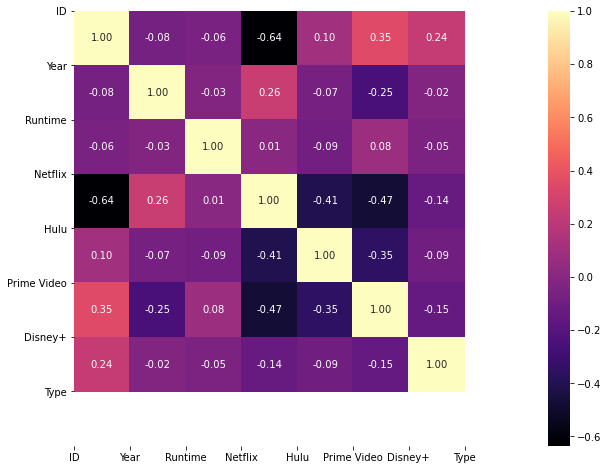 ID
1.00 -0.08 -0.06 -0.64 0.10 0.35 0.24
Year
-0.08 1.00 -0.03 0.26 -0.07 -0.25 -0.02
Runtime
-0.06 -0.03 1.00 0.01 -0.09 0.08 -0.05
Netflix
-0.64 0.26 0.01 1.00 -0.41 -0.47 -0.14
Hulu
0.10 -0.07 -0.09 -0.41 1.00 -0.35 -0.09
Prime Video
0.35 -0.25 0.08 -0.47 -0.35 1.00 -0.15
Disney+
0.24 -0.02 -0.05 -0.14 -0.09 -0.15 1.00
Type
ID Year Runtime Netflix Hulu Prime Video Disney+ Type
1.0
0.8
0.6
0.4
0.2
0.0
−0.2
−0.4
−0.6